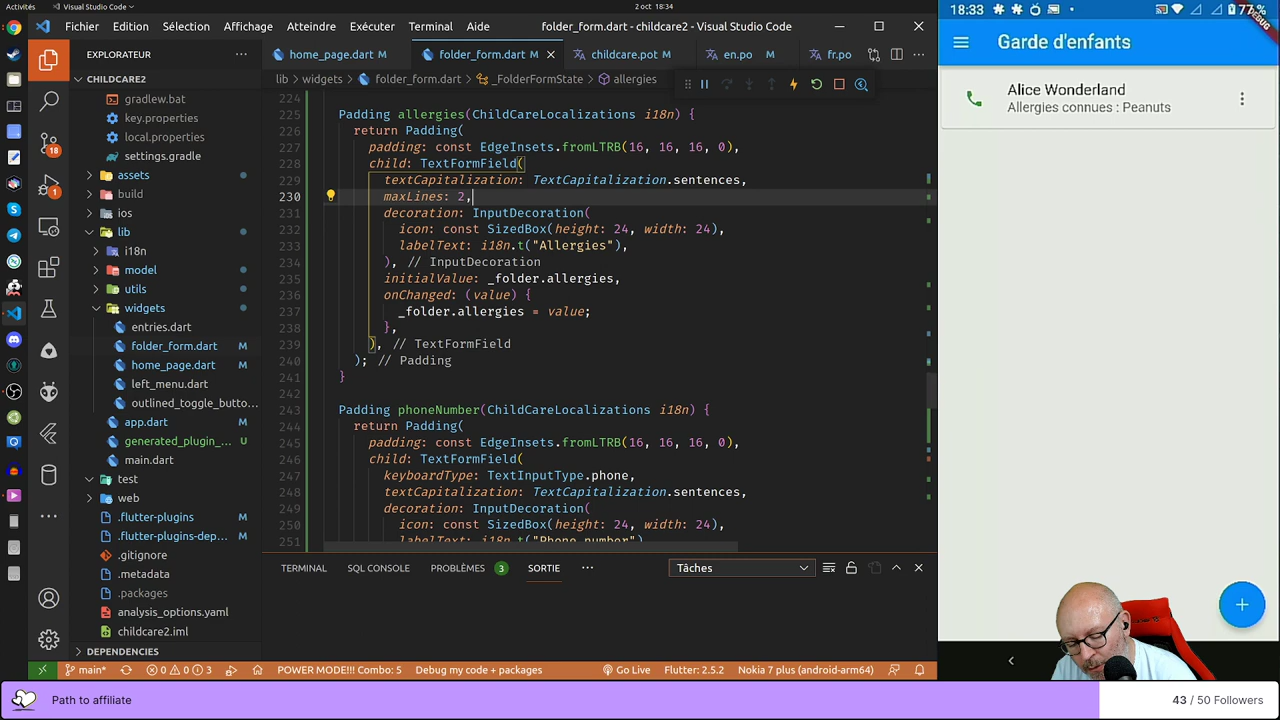 Activités
Visual Studio Code
2 oct 18:34
Fichier Edition Sélection Affichage Atteindre Exécuter Terminal Aide
folder_form.dart - childcare2 - Visual Studio Code
EXPLORATEUR
home_page.dart M
folder_form.dart M
childcare.pot M
en.po M
fr.po
CHILDCARE2
lib > widgets > folder_form.dart > _FolderFormState > allergies
gradlew.bat
key.properties
local.properties
settings.gradle
assets
build
ios
lib
i18n
model
utils
widgets
entries.dart
folder_form.dart M
home_page.dart M
left_menu.dart
outlined_toggle_butto...
app.dart
generated_plugin_... U
main.dart
test
web
.flutter-plugins M
.flutter-plugins-dep... M
.gitignore
.metadata
.packages
analysis_options.yaml
childcare2.iml
DEPENDENCIES
18
1
224
225 Padding allergies(ChildCareLocalizations i18n) {
226 return Padding(
227 padding: const EdgeInsets.fromLTRB(16, 16, 16, 0),
228 child: TextFormField(
229 textCapitalization: TextCapitalization.sentences,
230 maxLines: 2,
231 decoration: InputDecoration(
232 icon: const SizedBox(height: 24, width: 24),
233 labelText: i18n.t("Allergies"),
234 ), // InputDecoration
235 initialValue: _folder.allergies,
236 onChanged: (value) {
237 _folder.allergies = value;
238 },
239 ), // TextFormField
240 ); // Padding
241 }
242
243 Padding phoneNumber(ChildCareLocalizations i18n) {
244 return Padding(
245 padding: const EdgeInsets.fromLTRB(16, 16, 16, 0),
246 child: TextFormField(
247 keyboardType: TextInputType.phone,
248 textCapitalization: TextCapitalization.sentences,
249 decoration: InputDecoration(
250 icon: const SizedBox(height: 24, width: 24),
251 labelText: i18n.t("Phone number"),
TERMINAL SQL CONSOLE PROBLÈMES 3 SORTIE ... Tâches
main* 0 0 3 POWER MODE!!! Combo: 5 Debug my code + packages Go Live Flutter: 2.5.2 Nokia 7 plus (android-arm64)
18:33
77%
Garde d'enfants
Alice Wonderland
Allergies connues : Peanuts
Path to affiliate
43 / 50 Followers